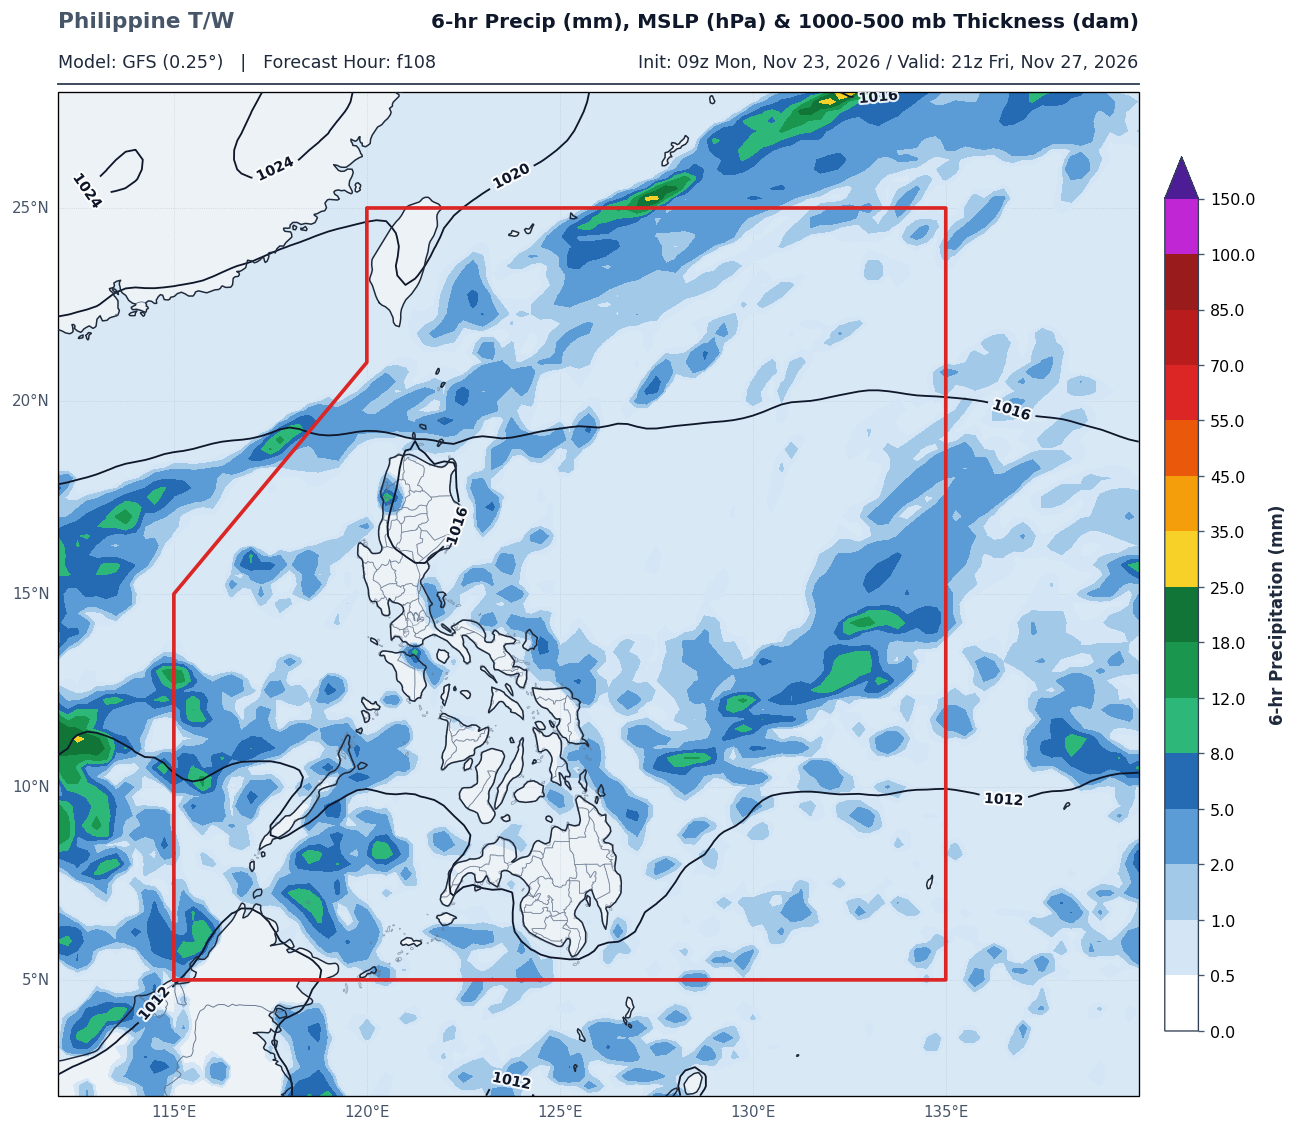 Philippine T/W
6-hr Precip (mm), MSLP (hPa) & 1000-500 mb Thickness (dam)
Model: GFS (0.25°) | Forecast Hour: f108
Init: 09z Mon, Nov 23, 2026 / Valid: 21z Fri, Nov 27, 2026
1016
1024
1024
1020
1016
1016
1012
1012
1012
25°N
20°N
15°N
10°N
5°N
115°E
120°E
125°E
130°E
135°E
150.0
100.0
85.0
70.0
55.0
45.0
35.0
25.0
18.0
12.0
8.0
5.0
2.0
1.0
0.5
0.0
6-hr Precipitation (mm)